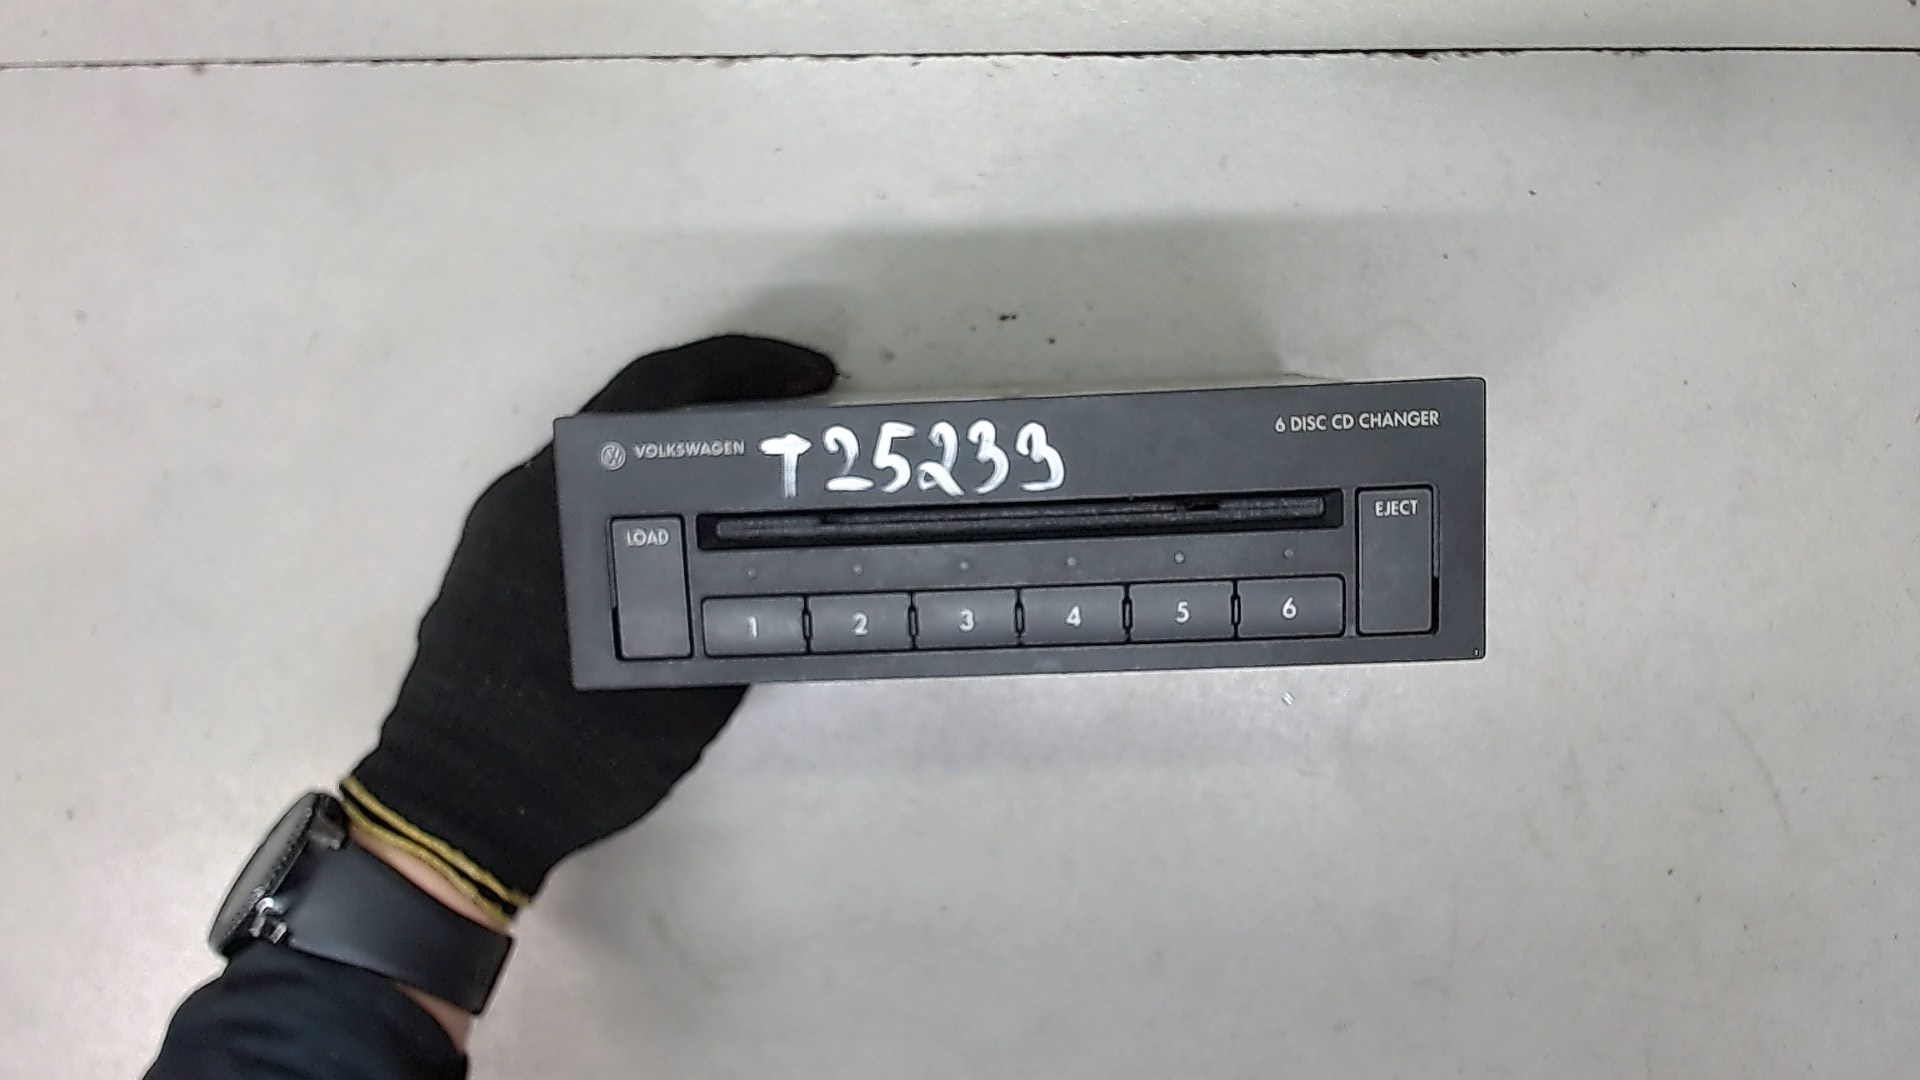 VOLKSWAGEN
T25233
6 DISC CD CHANGER
LOAD
EJECT
1 2 3 4 5 6